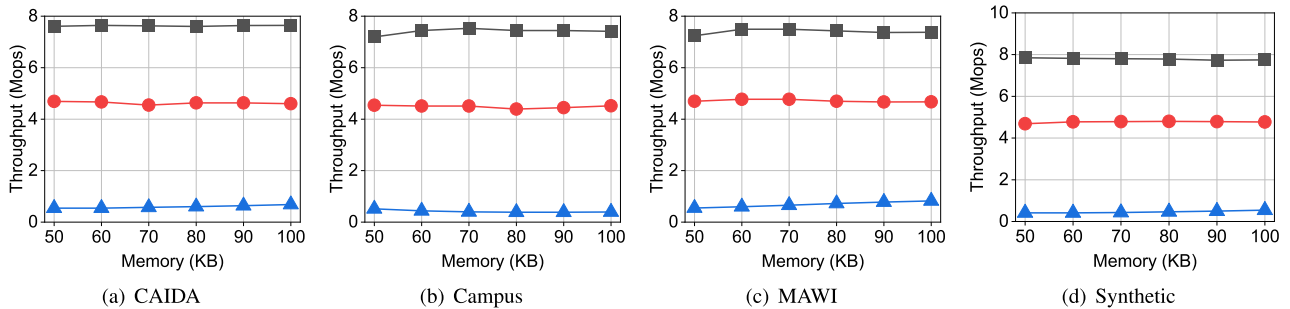 Throughput (Mops)
8
6
4
2
0
50 60 70 80 90 100
Memory (KB)
(a) CAIDA
Throughput (Mops)
8
6
4
2
0
50 60 70 80 90 100
Memory (KB)
(b) Campus
Throughput (Mops)
8
6
4
2
0
50 60 70 80 90 100
Memory (KB)
(c) MAWI
Throughput (Mops)
10
8
6
4
2
0
50 60 70 80 90 100
Memory (KB)
(d) Synthetic